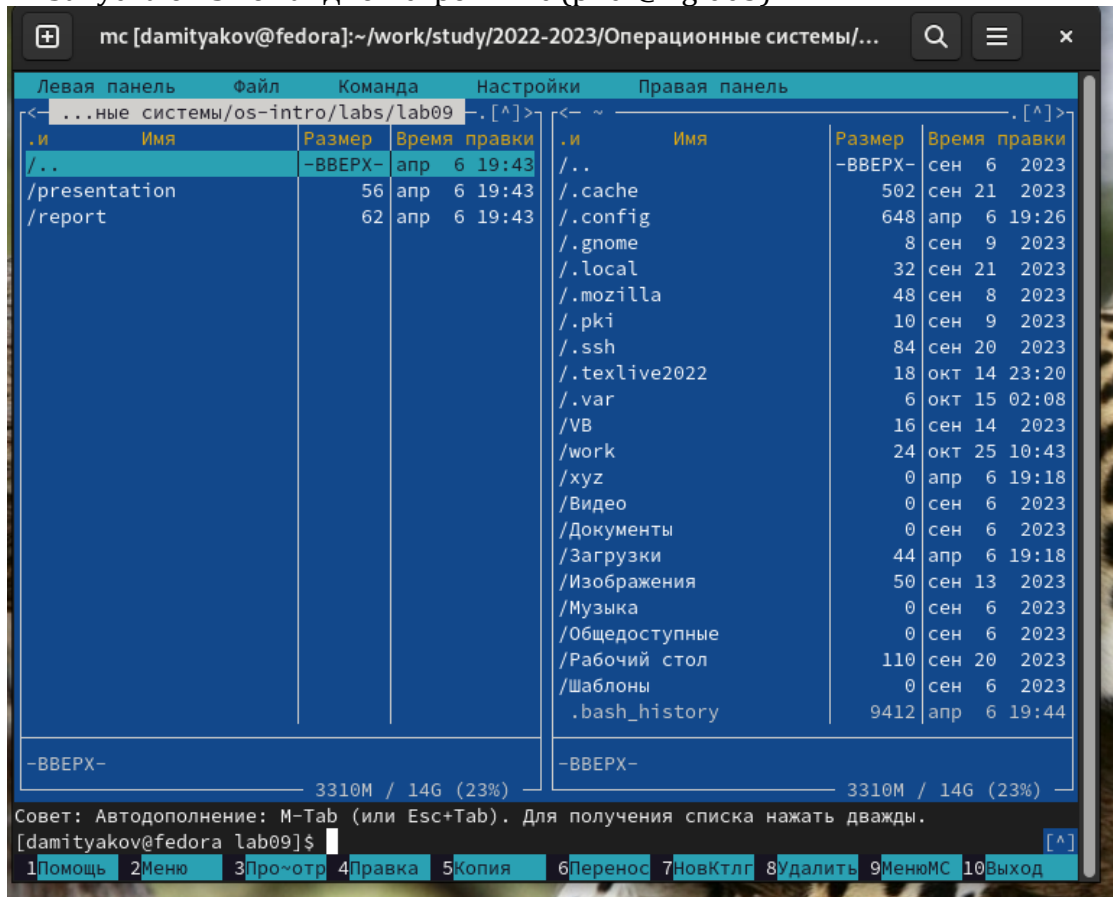 mc [damityakov@fedora]:~/work/study/2022-2023/Операционные системы/...
Левая панель Файл Команда Настройки Правая панель
<— ...ные системы/os-intro/labs/lab09 —.[^]>
.и Имя Размер Время правки
/.. -ВВЕРХ- апр 6 19:43
/presentation 56 апр 6 19:43
/report 62 апр 6 19:43
-ВВЕРХ-
3310M / 14G (23%)
<— ~ —.[^]>
.и Имя Размер Время правки
/.. -ВВЕРХ- сен 6 2023
/.cache 502 сен 21 2023
/.config 648 апр 6 19:26
/.gnome 8 сен 9 2023
/.local 32 сен 21 2023
/.mozilla 48 сен 8 2023
/.pki 10 сен 9 2023
/.ssh 84 сен 20 2023
/.texlive2022 18 окт 14 23:20
/.var 6 окт 15 02:08
/VB 16 сен 14 2023
/work 24 окт 25 10:43
/xyz 0 апр 6 19:18
/Видео 0 сен 6 2023
/Документы 0 сен 6 2023
/Загрузки 44 апр 6 19:18
/Изображения 50 сен 13 2023
/Музыка 0 сен 6 2023
/Общедоступные 0 сен 6 2023
/Рабочий стол 110 сен 20 2023
/Шаблоны 0 сен 6 2023
.bash_history 9412 апр 6 19:44
-ВВЕРХ-
3310M / 14G (23%)
Совет: Автодополнение: M-Tab (или Esc+Tab). Для получения списка нажать дважды.
[damityakov@fedora lab09]$ [^]
1Помощь 2Меню 3Про~отр 4Правка 5Копия 6Перенос 7НовКтлг 8Удалить 9МенюMC 10Выход